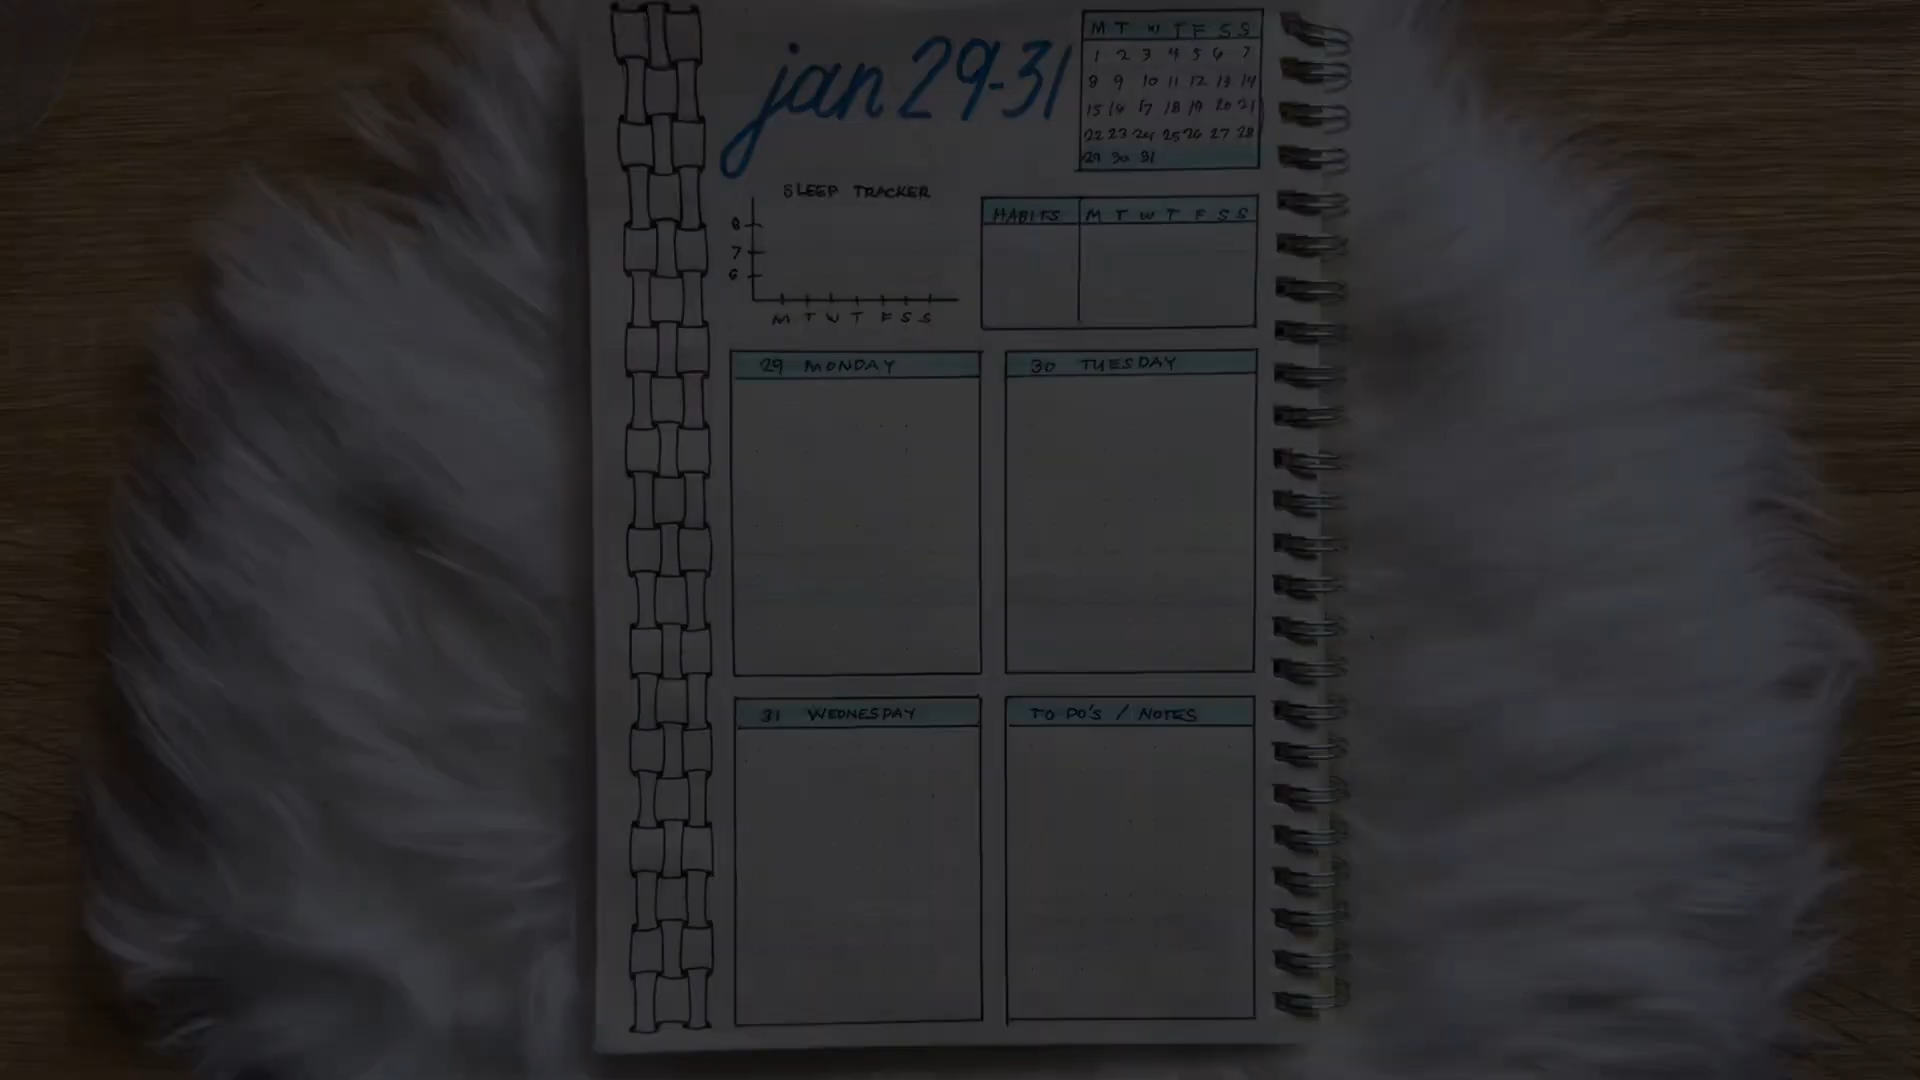 jan 29-31
M T W T F S S
1 2 3 4 5 6 7
8 9 10 11 12 13 14
15 16 17 18 19 20 21
22 23 24 25 26 27 28
29 30 31
SLEEP TRACKER
8
7
6
M T W T F S S
HABITS M T W T F S S
29 MONDAY
30 TUESDAY
31 WEDNESDAY
TO DO'S / NOTES